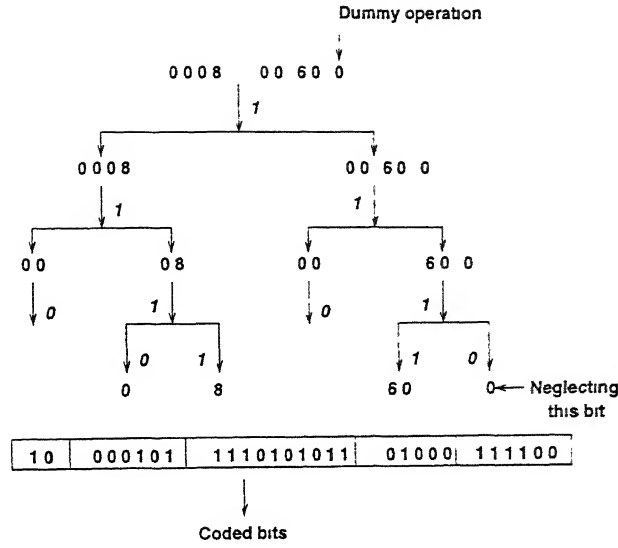 Dummy operation
0 0 0 8 0 0 6 0 0
1
0 0 0 8 0 0 6 0 0
1 1
0 0 0 8 0 0 6 0 0
0 1 0 1
0 1 1 0
0 8 6 0 0 Neglecting
this bit
1 0 0 0 0 1 0 1 1 1 1 0 1 0 1 0 1 1 0 1 0 0 0 1 1 1 1 0 0
Coded bits